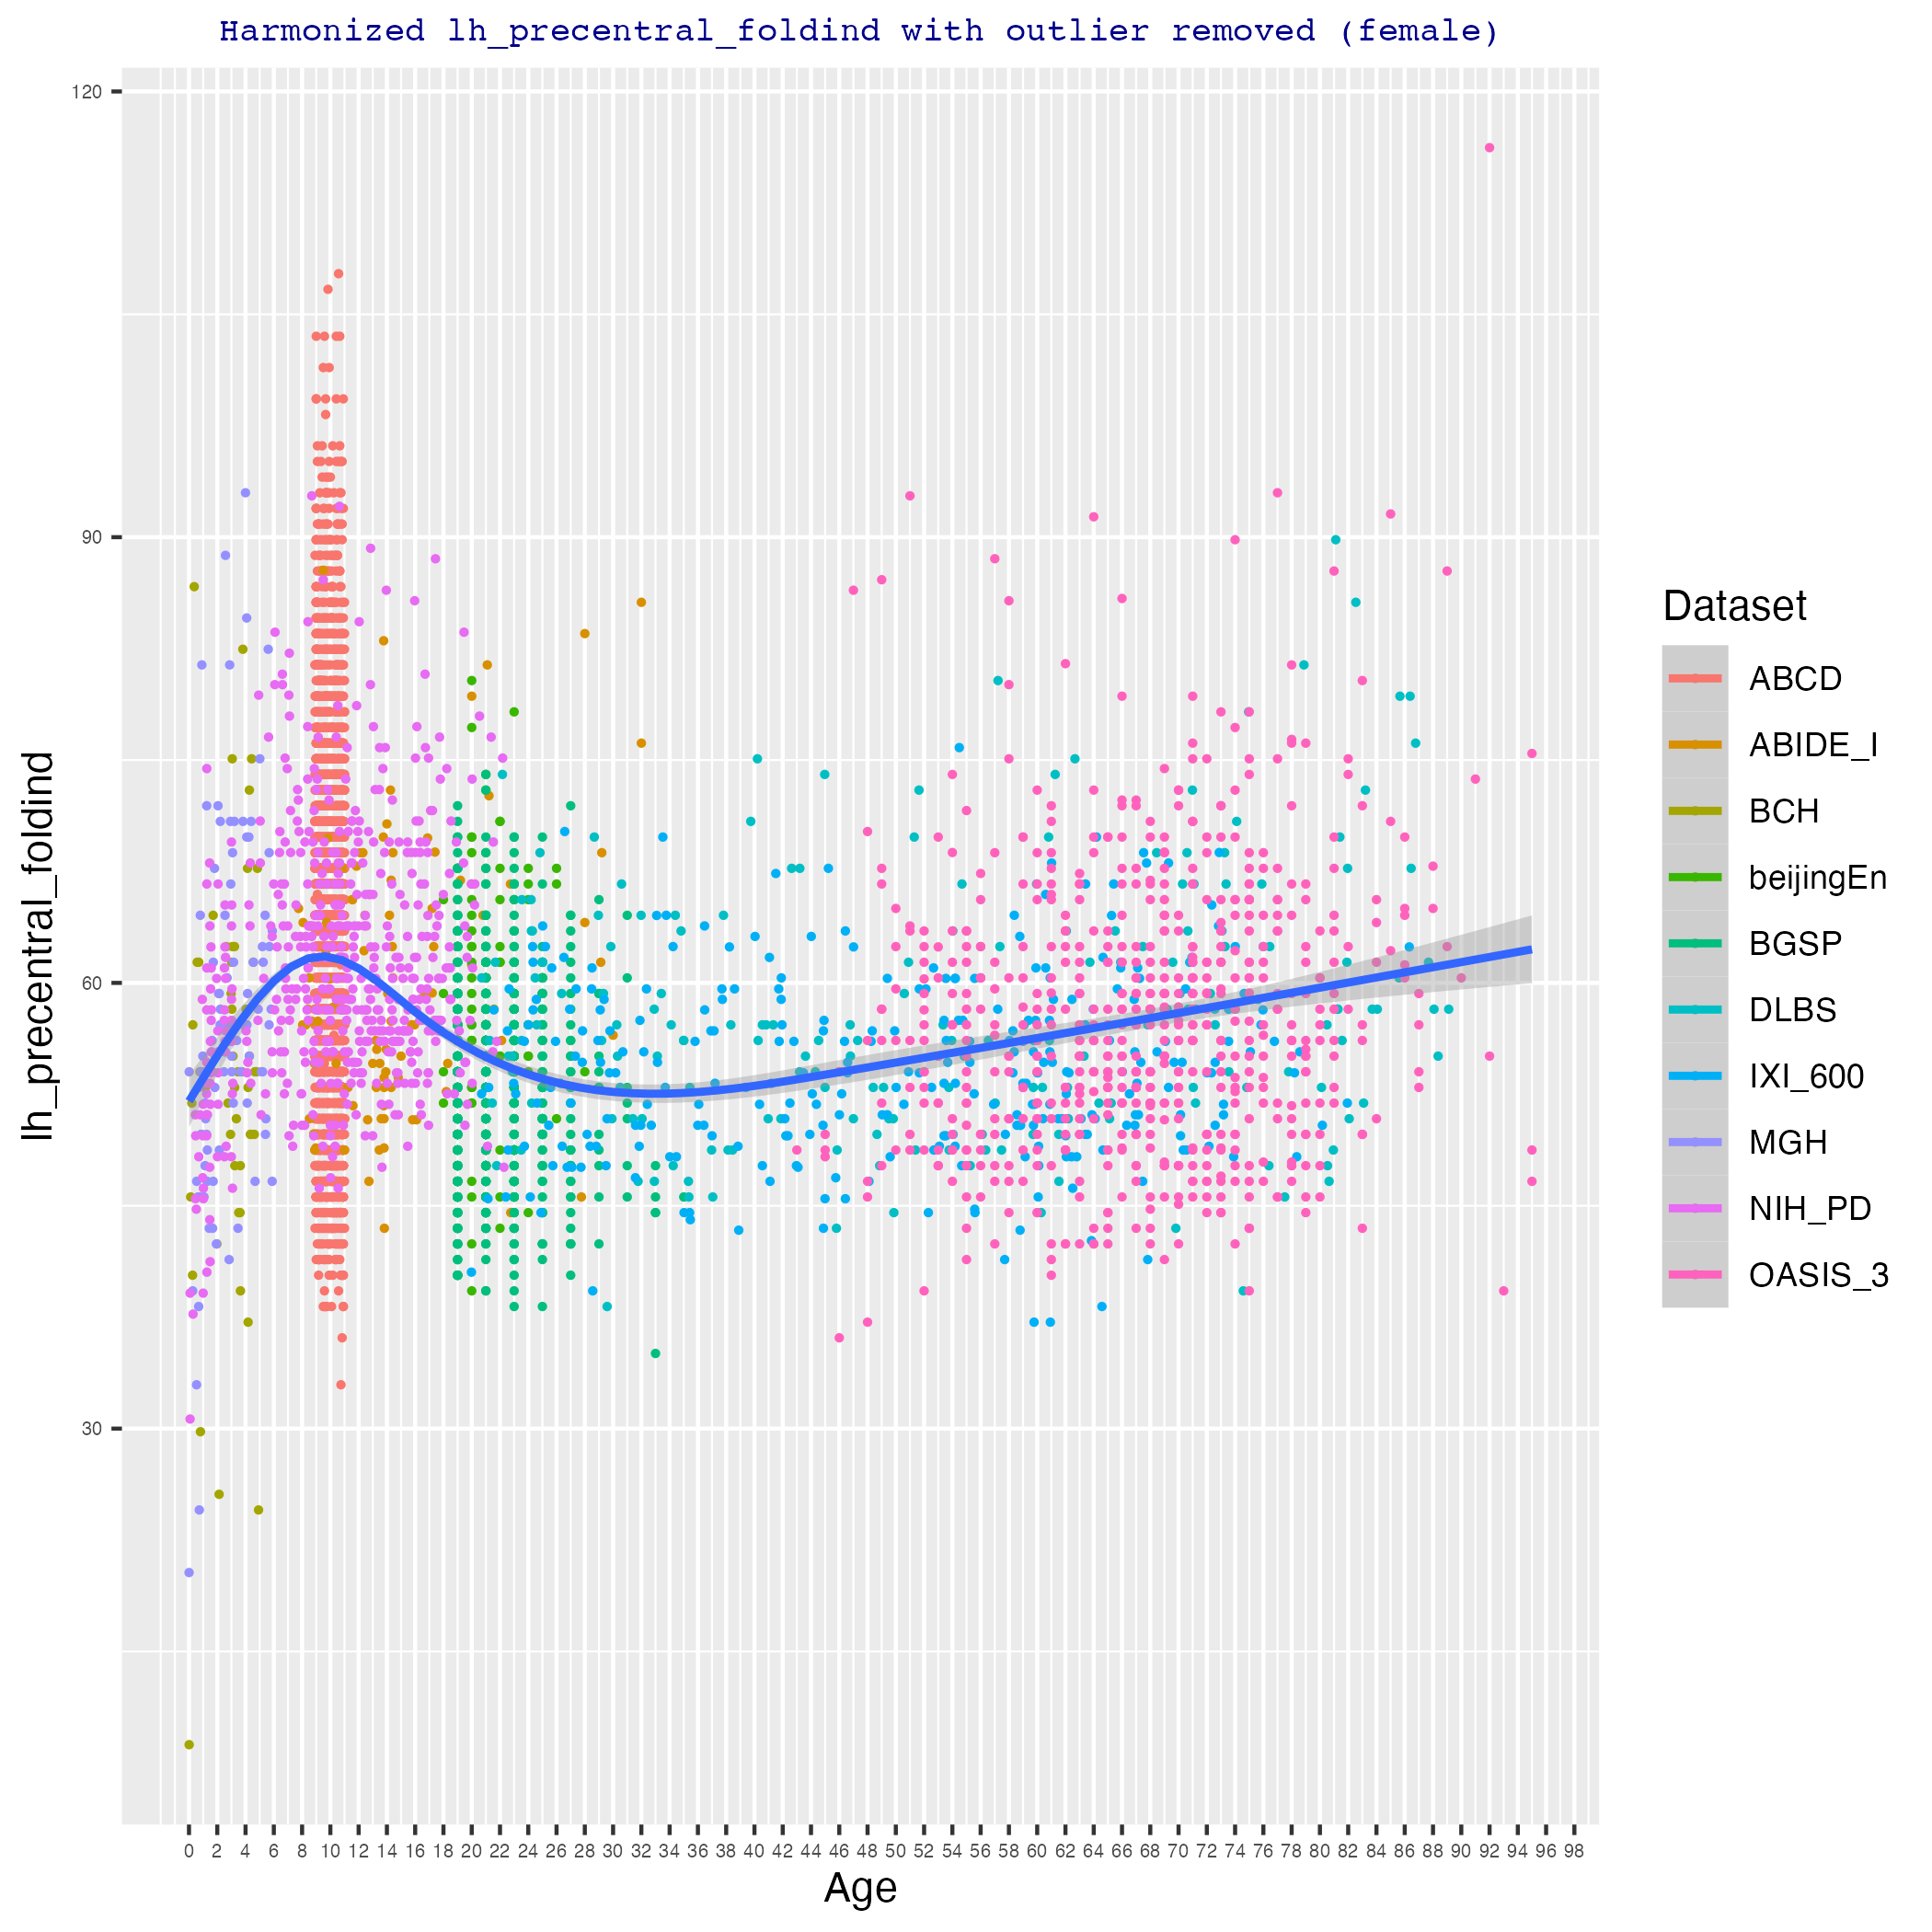 Harmonized lh_precentral_foldind with outlier removed (female)
120
90
60
30
lh_precentral_foldind
0 2 4 6 8 10 12 14 16 18 20 22 24 26 28 30 32 34 36 38 40 42 44 46 48 50 52 54 56 58 60 62 64 66 68 70 72 74 76 78 80 82 84 86 88 90 92 94 96 98
Age
Dataset
ABCD
ABIDE_I
BCH
beijingEn
BGSP
DLBS
IXI_600
MGH
NIH_PD
OASIS_3